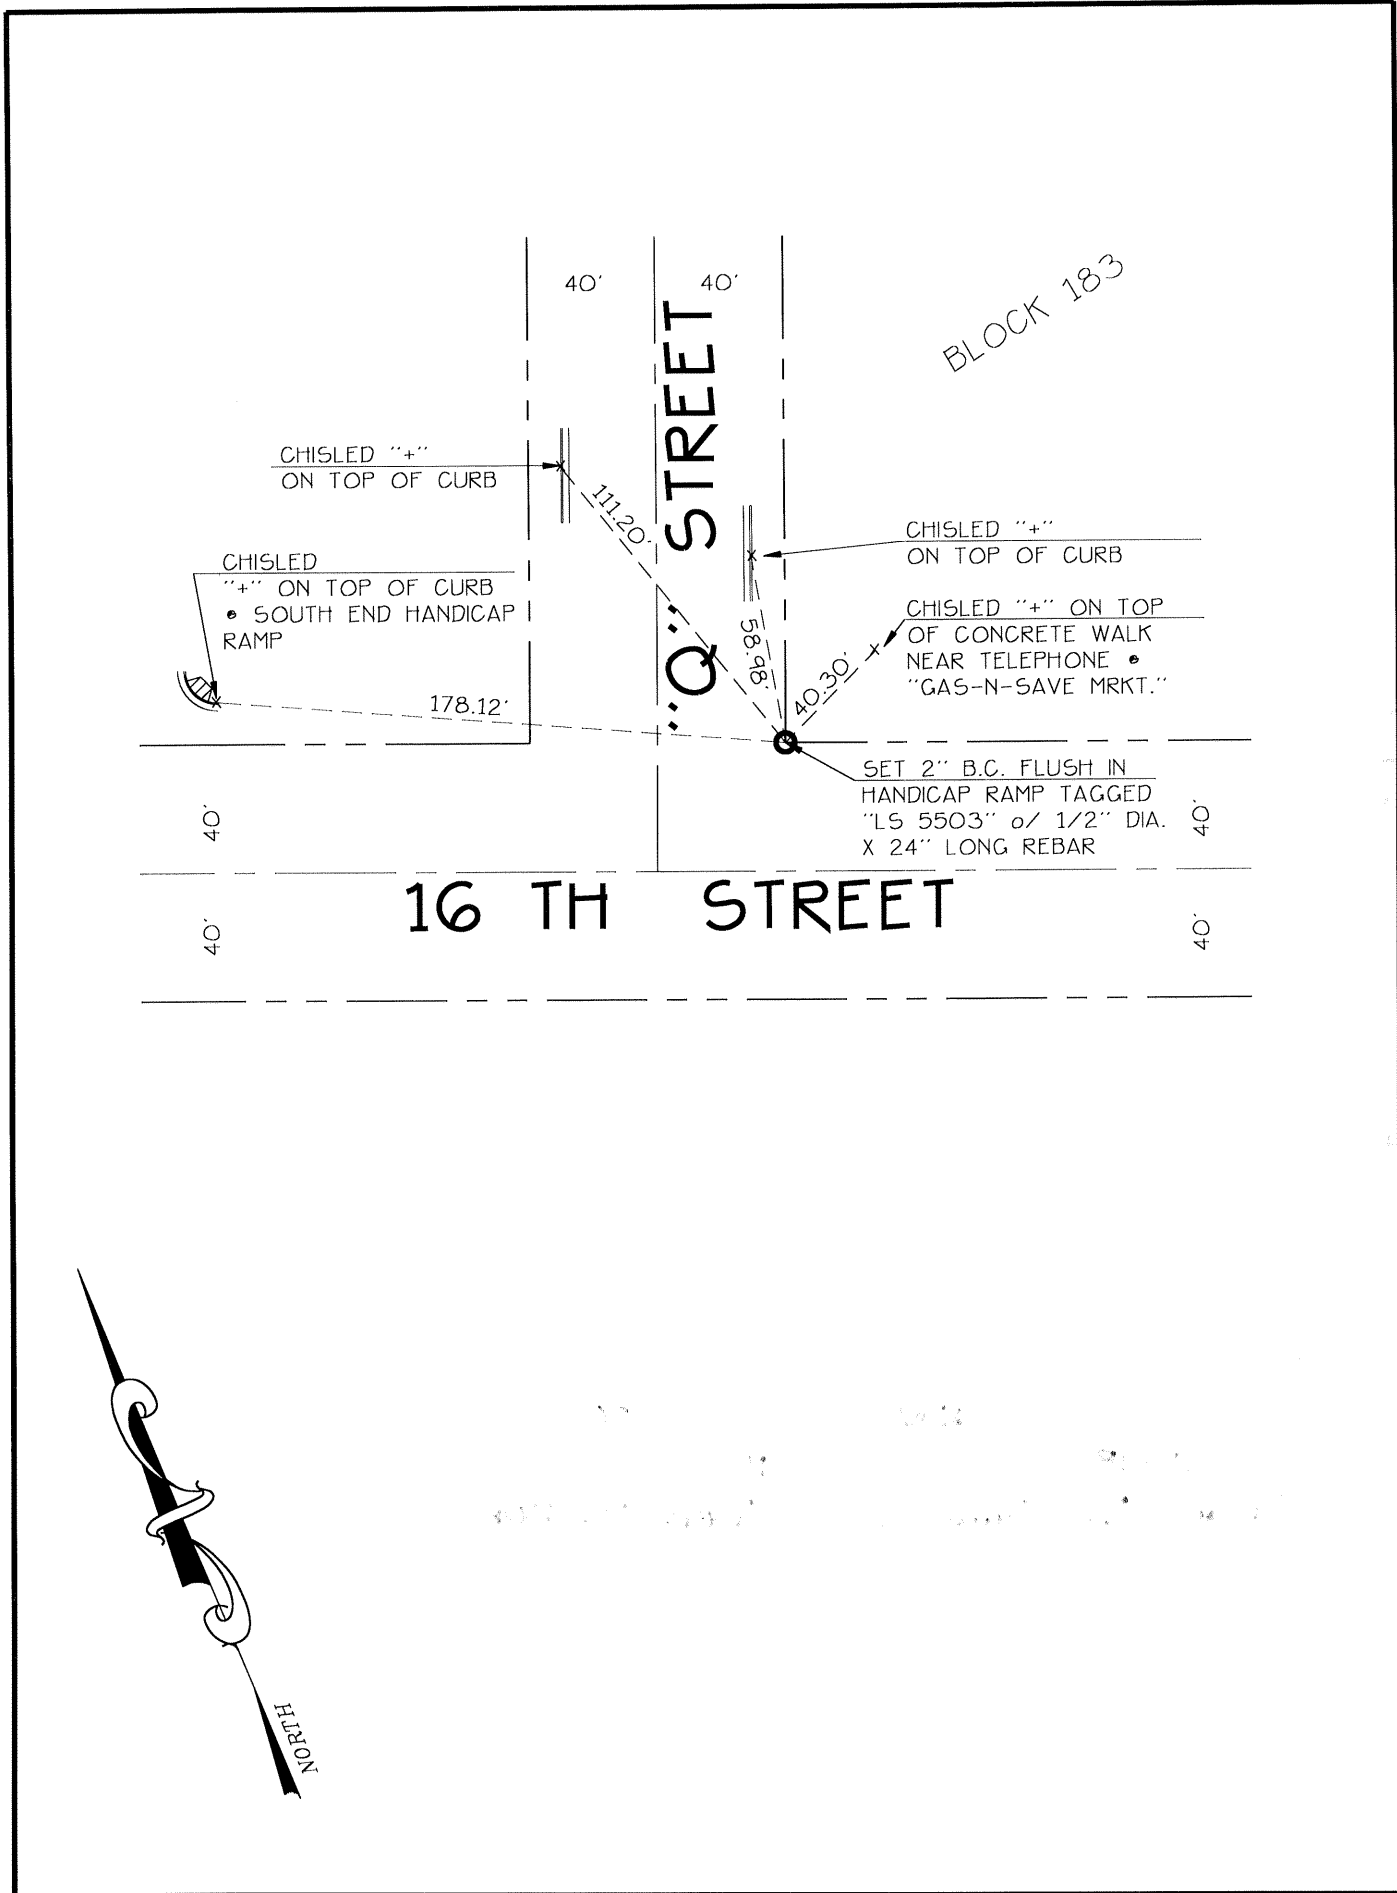 40' 40'
BLOCK 183
"Q" STREET
CHISLED "+"
ON TOP OF CURB
111.20'
CHISLED "+"
ON TOP OF CURB
CHISLED
"+" ON TOP OF CURB
@ SOUTH END HANDICAP
RAMP
58.98'
CHISLED "+" ON TOP
OF CONCRETE WALK
NEAR TELEPHONE @
"GAS-N-SAVE MRKT."
40.30'
178.12'
SET 2" B.C. FLUSH IN
HANDICAP RAMP TAGGED
"LS 5503" o/ 1/2" DIA.
X 24" LONG REBAR
40'
40'
16 TH STREET
40'
40'
NORTH